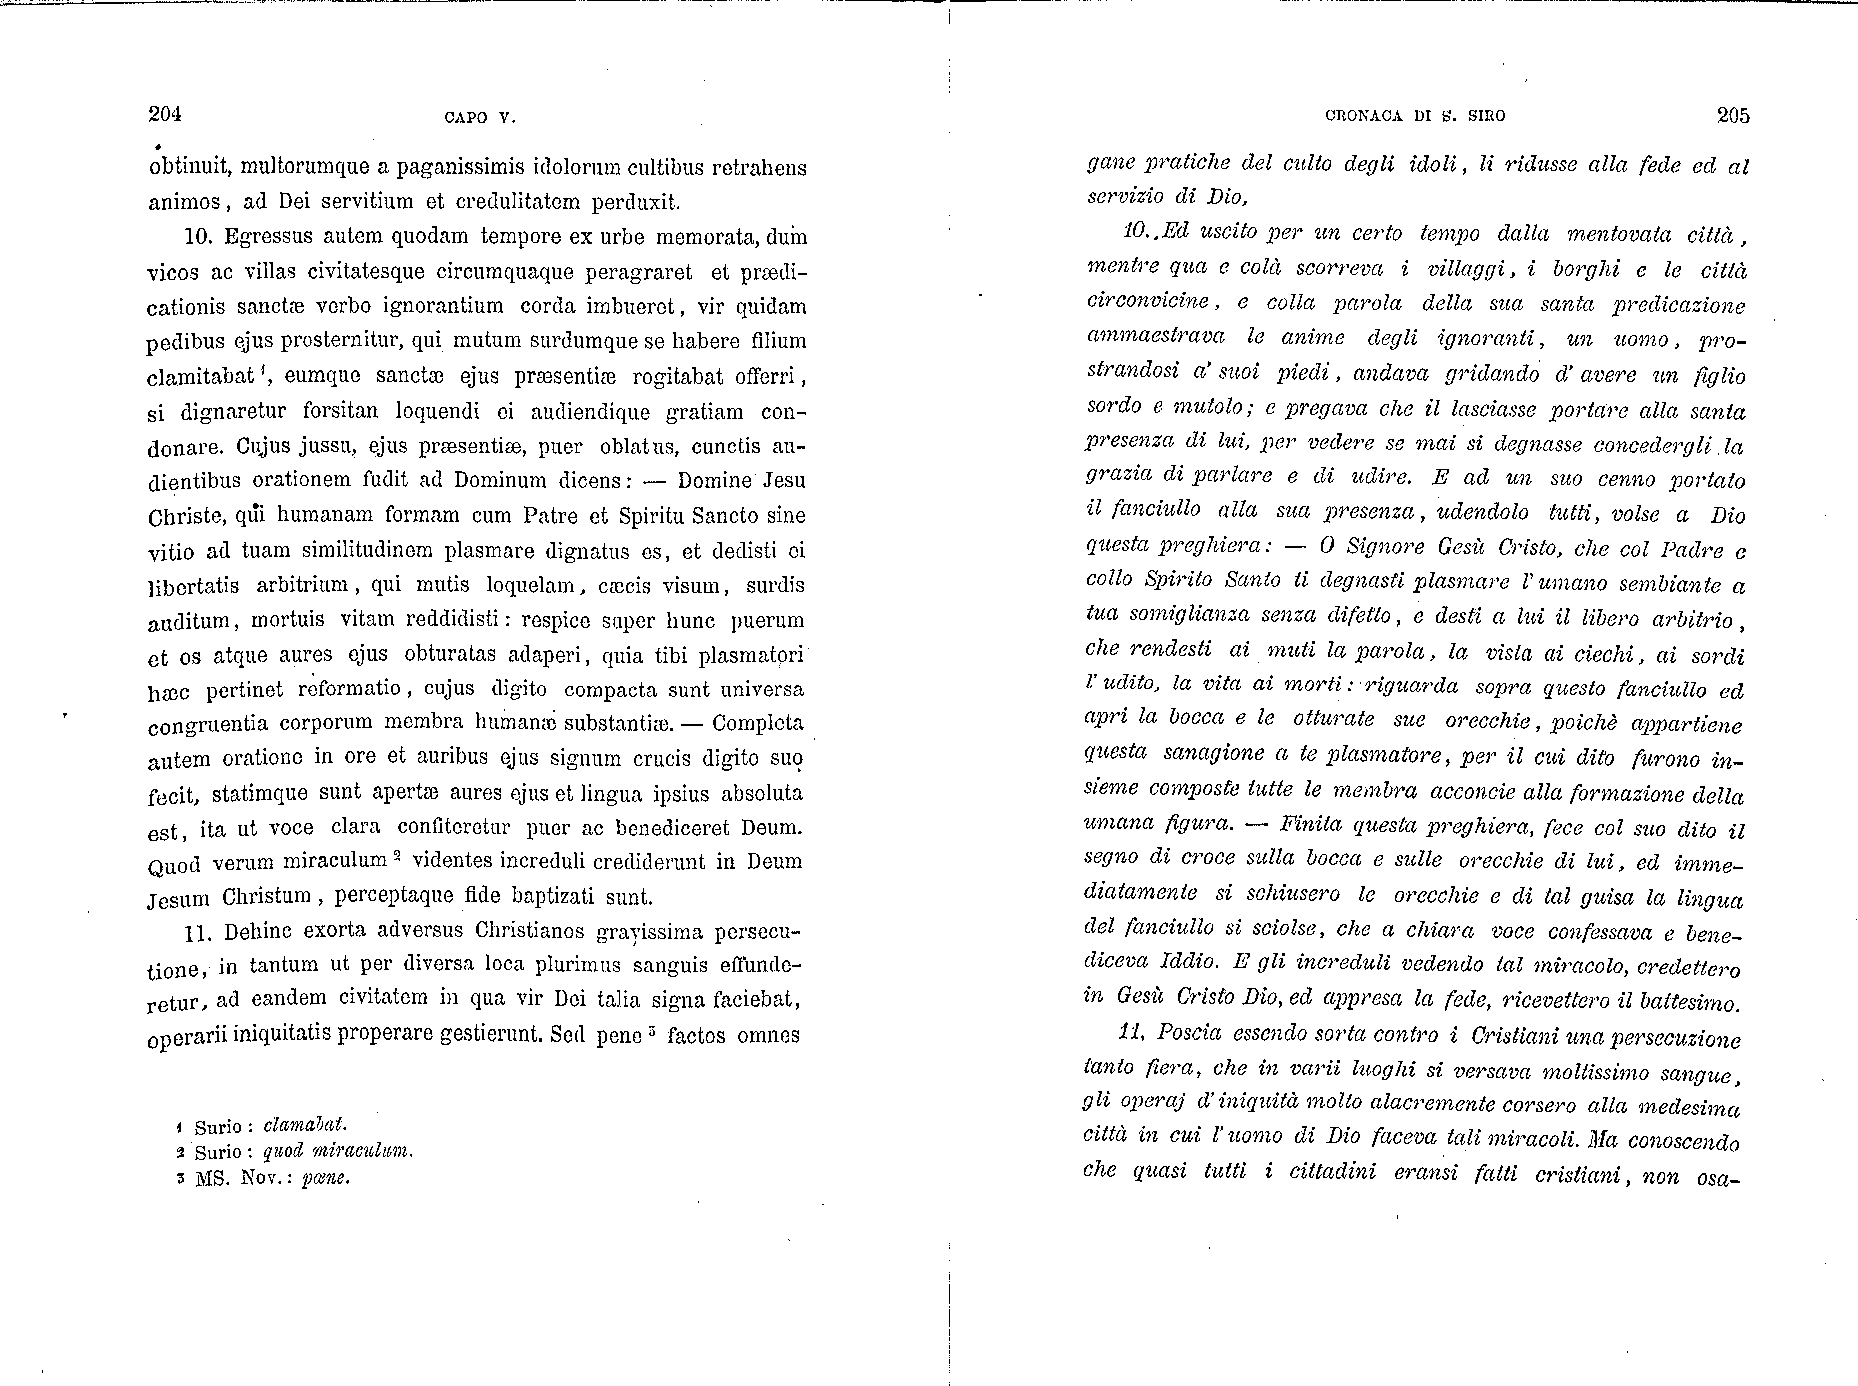 204
CAPO V.
obtinuit, multorumque a paganissimis idolorum cultibus retrahens
animos, ad Dei servitium et credulitatem perduxit.
10. Egressus autem quodam tempore ex urbe memorata, dum
vicos ac villas civitatesque circumquaque peragraret et prædi-
cationis sanctæ verbo ignorantium corda imbueret, vir quidam
pedibus ejus prosternitur, qui mutum surdumque se habere filium
clamitabat ¹, eumque sanctæ ejus præsentiæ rogitabat offerri,
si dignaretur forsitan loquendi ei audiendique gratiam con-
donare. Cujus jussu, ejus præsentiæ, puer oblatus, cunctis au-
dientibus orationem fudit ad Dominum dicens: — Domine Jesu
Christe, qui humanam formam cum Patre et Spiritu Sancto sine
vitio ad tuam similitudinem plasmare dignatus es, et dedisti ei
libertatis arbitrium, qui mutis loquelam, cæcis visum, surdis
auditum, mortuis vitam reddidisti: respice super hunc puerum
et os atque aures ejus obturatas adaperi, quia tibi plasmatori
hæc pertinet reformatio, cujus digito compacta sunt universa
congruentia corporum membra humanæ substantiæ. — Completa
autem oratione in ore et auribus ejus signum crucis digito suo
fecit, statimque sunt apertæ aures ejus et lingua ipsius absoluta
est, ita ut voce clara confiteretur puer ac benediceret Deum.
Quod verum miraculum ² videntes increduli crediderunt in Deum
Jesum Christum, perceptaque fide baptizati sunt.
11. Dehinc exorta adversus Christianos gravissima persecu-
tione, in tantum ut per diversa loca plurimus sanguis effunde-
retur, ad eandem civitatem in qua vir Dei talia signa faciebat,
operarii iniquitatis properare gestierunt. Sed pene ³ factos omnes
1 Surio: clamabat.
2 Surio: quod miraculum.
3 MS. Nov.: pœne.
CRONACA DI S. SIRO
205
gane pratiche del culto degli idoli, li ridusse alla fede ed al
servizio di Dio.
10. Ed uscito per un certo tempo dalla mentovata città,
mentre qua e colà scorreva i villaggi, i borghi e le città
circonvicine, e colla parola della sua santa predicazione
ammaestrava le anime degli ignoranti, un uomo, pro-
strandosi a' suoi piedi, andava gridando d' avere un figlio
sordo e mutolo; e pregava che il lasciasse portare alla santa
presenza di lui, per vedere se mai si degnasse concedergli la
grazia di parlare e di udire. E ad un suo cenno portato
il fanciullo alla sua presenza, udendolo tutti, volse a Dio
questa preghiera: — O Signore Gesù Cristo, che col Padre e
collo Spirito Santo ti degnasti plasmare l' umano sembiante a
tua somiglianza senza difetto, e desti a lui il libero arbitrio,
che rendesti ai muti la parola, la vista ai ciechi, ai sordi
l' udito, la vita ai morti: riguarda sopra questo fanciullo ed
apri la bocca e le otturate sue orecchie, poichè appartiene
questa sanagione a te plasmatore, per il cui dito furono in-
sieme composte tutte le membra acconcie alla formazione della
umana figura. — Finita questa preghiera, fece col suo dito il
segno di croce sulla bocca e sulle orecchie di lui, ed imme-
diatamente si schiusero le orecchie e di tal guisa la lingua
del fanciullo si sciolse, che a chiara voce confessava e bene-
diceva Iddio. E gli increduli vedendo tal miracolo, credettero
in Gesù Cristo Dio, ed appresa la fede, ricevettero il battesimo.
11. Poscia essendo sorta contro i Cristiani una persecuzione
tanto fiera, che in varii luoghi si versava moltissimo sangue,
gli operaj d' iniquità molto alacremente corsero alla medesima
città in cui l' uomo di Dio faceva tali miracoli. Ma conoscendo
che quasi tutti i cittadini eransi fatti cristiani, non osa-